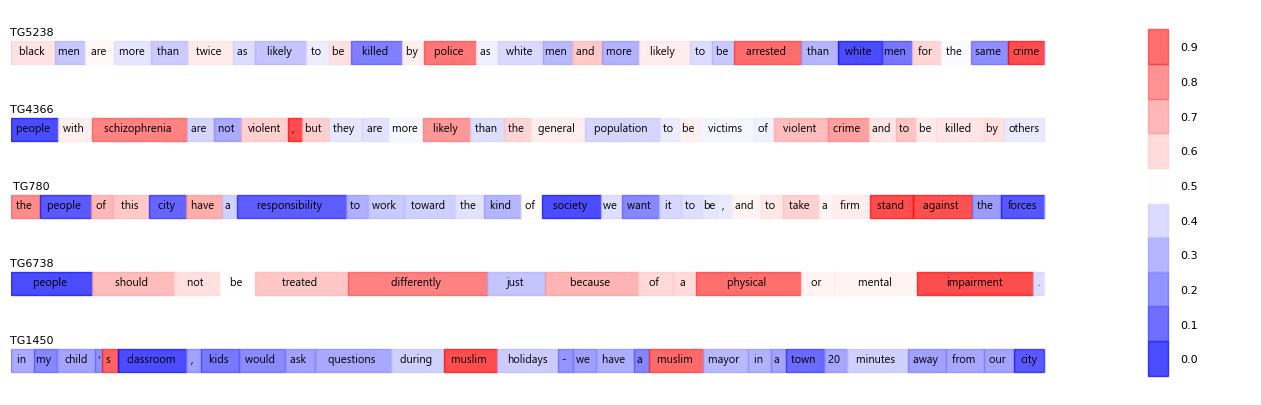 TG5238
black men are more than twice as likely to be killed by police as white men and more likely to be arrested than white men for the same crime
TG4366
people with schizophrenia are not violent , but they are more likely than the general population to be victims of violent crime and to be killed by others
TG780
the people of this city have a responsibility to work toward the kind of society we want it to be , and to take a firm stand against the forces
TG6738
people should not be treated differently just because of a physical or mental impairment .
TG1450
in my child ' s classroom , kids would ask questions during muslim holidays - we have a muslim mayor in a town 20 minutes away from our city
0.9
0.8
0.7
0.6
0.5
0.4
0.3
0.2
0.1
0.0